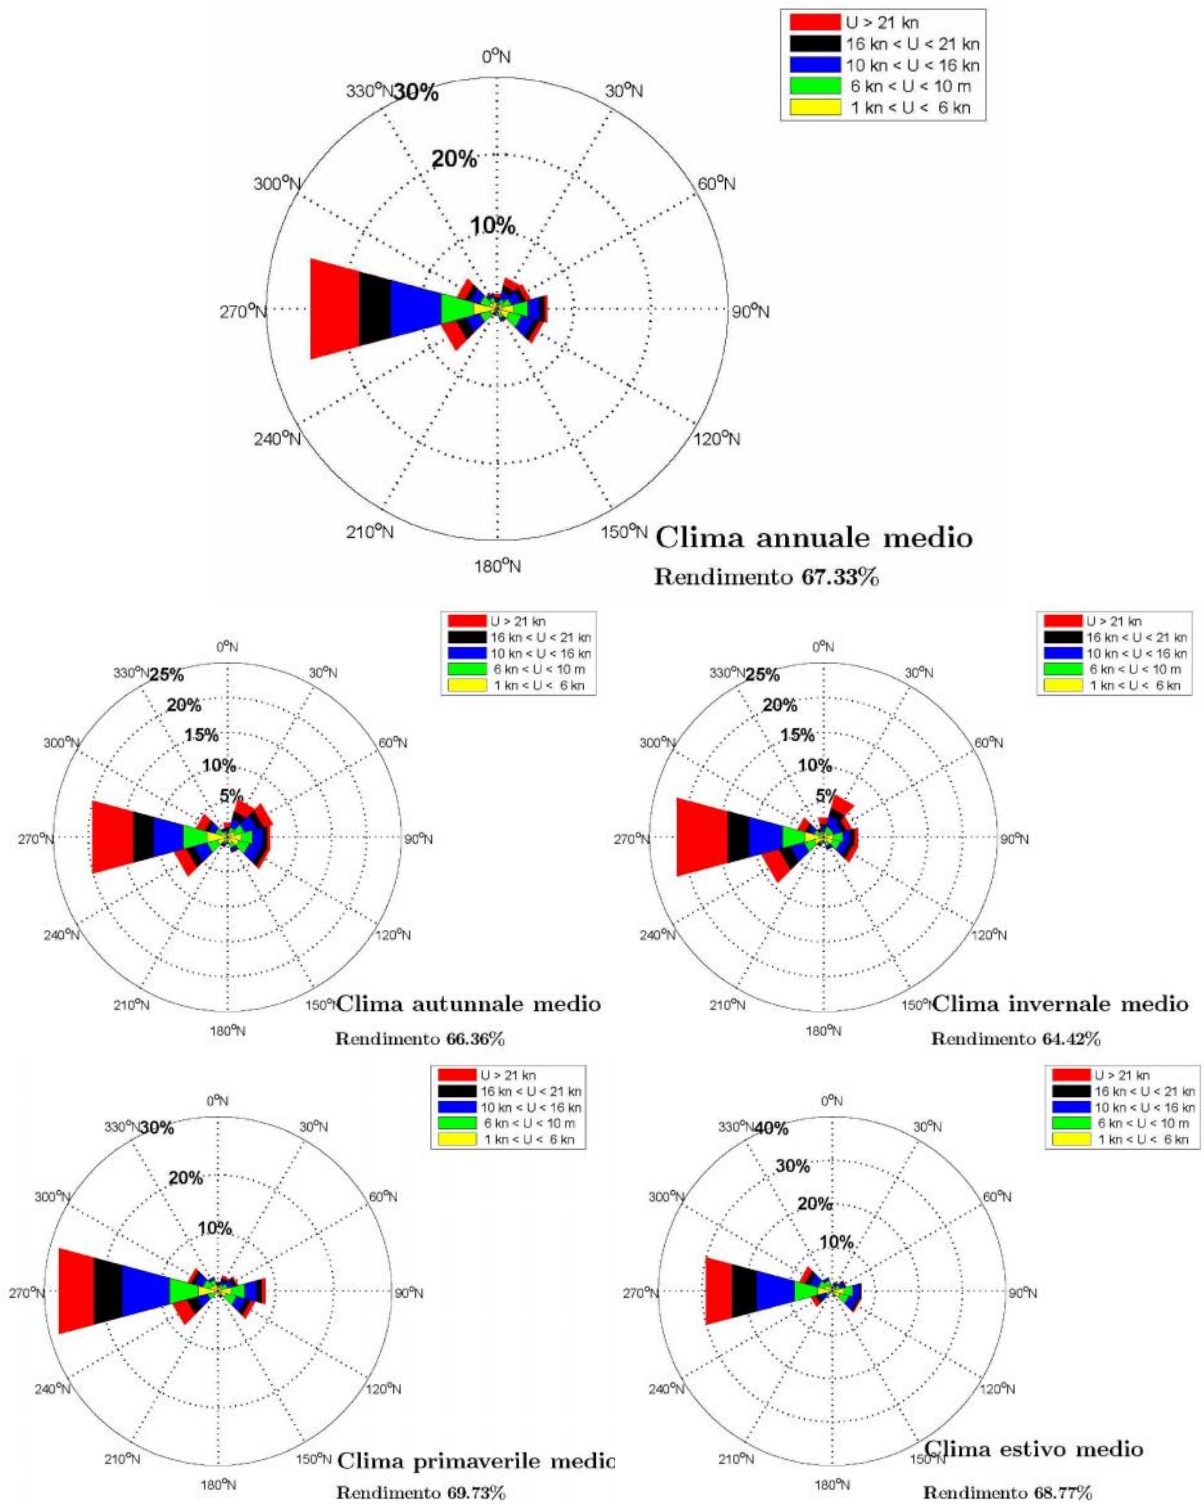 U > 21 kn
16 kn < U < 21 kn
10 kn < U < 16 kn
6 kn < U < 10 m
1 kn < U < 6 kn
0°N
30°N
60°N
90°N
120°N
150°N
180°N
210°N
240°N
270°N
300°N
330°N
30%
20%
10%
Clima annuale medio
Rendimento 67.33%
U > 21 kn
16 kn < U < 21 kn
10 kn < U < 16 kn
6 kn < U < 10 m
1 kn < U < 6 kn
0°N
30°N
60°N
90°N
120°N
150°N
180°N
210°N
240°N
270°N
300°N
330°N
25%
20%
15%
10%
5%
Clima autunnale medio
Rendimento 66.36%
U > 21 kn
16 kn < U < 21 kn
10 kn < U < 16 kn
6 kn < U < 10 m
1 kn < U < 6 kn
0°N
30°N
60°N
90°N
120°N
150°N
180°N
210°N
240°N
270°N
300°N
330°N
25%
20%
15%
10%
5%
Clima invernale medio
Rendimento 64.42%
U > 21 kn
16 kn < U < 21 kn
10 kn < U < 16 kn
6 kn < U < 10 m
1 kn < U < 6 kn
0°N
30°N
60°N
90°N
120°N
150°N
180°N
210°N
240°N
270°N
300°N
330°N
30%
20%
10%
Clima primaverile medio
Rendimento 69.73%
U > 21 kn
16 kn < U < 21 kn
10 kn < U < 16 kn
6 kn < U < 10 m
1 kn < U < 6 kn
0°N
30°N
60°N
90°N
120°N
150°N
180°N
210°N
240°N
270°N
300°N
330°N
40%
30%
20%
10%
Clima estivo medio
Rendimento 68.77%